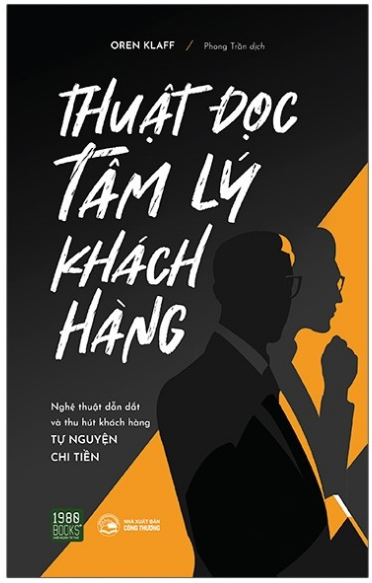 OREN KLAFF / Phong Trần dịch
THUẬT ĐỌC
TÂM LÝ
KHÁCH
HÀNG
Nghệ thuật dẫn dắt
và thu hút khách hàng
TỰ NGUYỆN
CHI TIỀN
1980
BOOKS
NHÀ XUẤT BẢN
CÔNG THƯƠNG